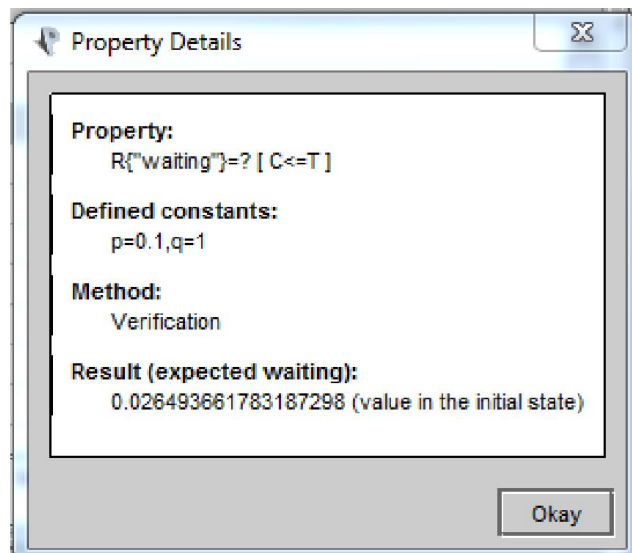 Property Details
Property:
R{"waiting"}=? [ C<=T ]
Defined constants:
p=0.1,q=1
Method:
Verification
Result (expected waiting):
0.026493661783187298 (value in the initial state)
Okay